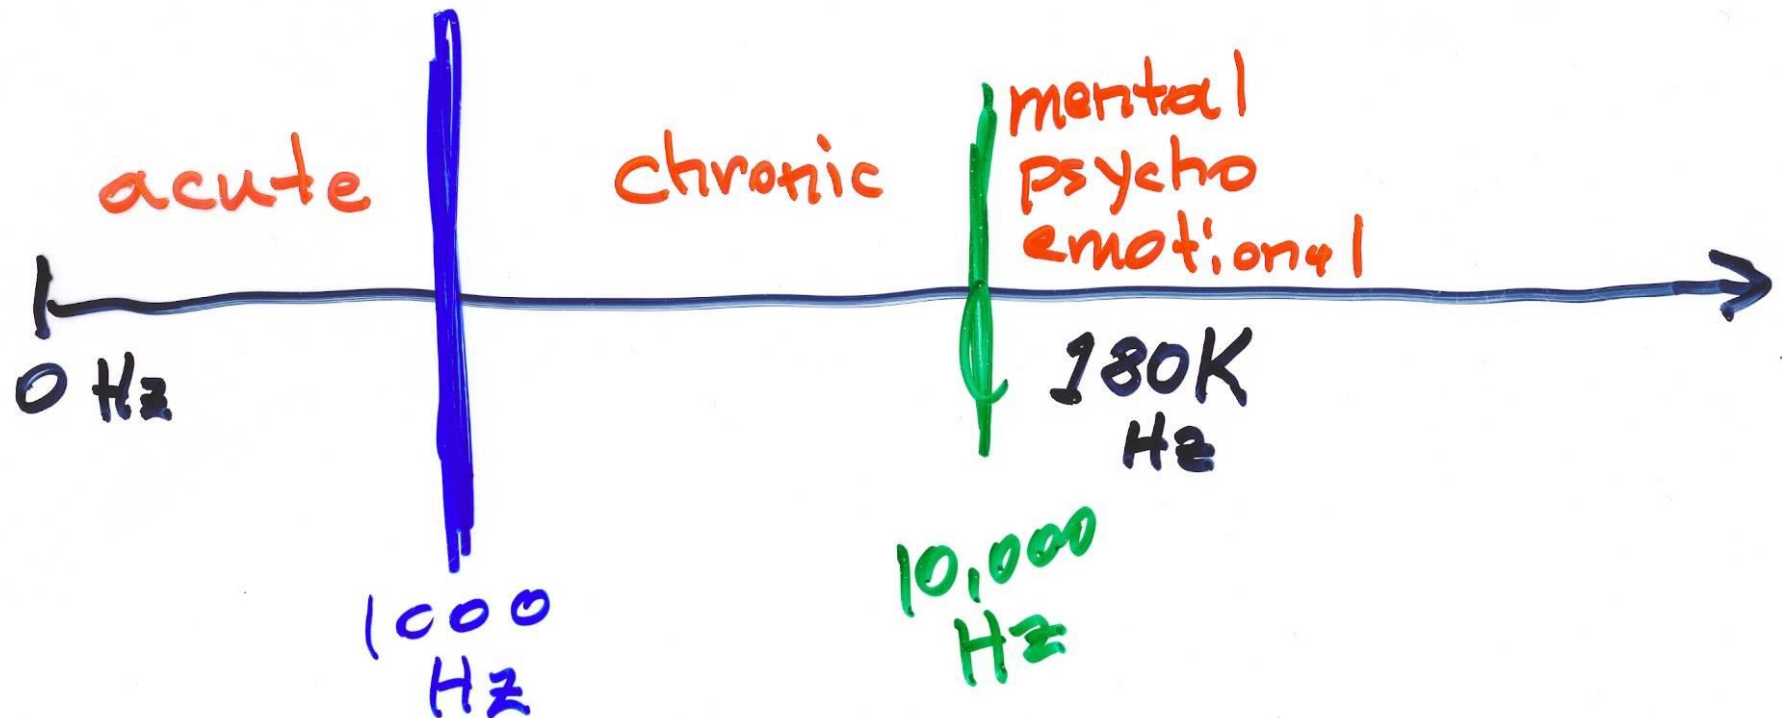 acute
chronic
mental
psycho
emotional
0 Hz
180K
Hz
1000
Hz
10,000
Hz